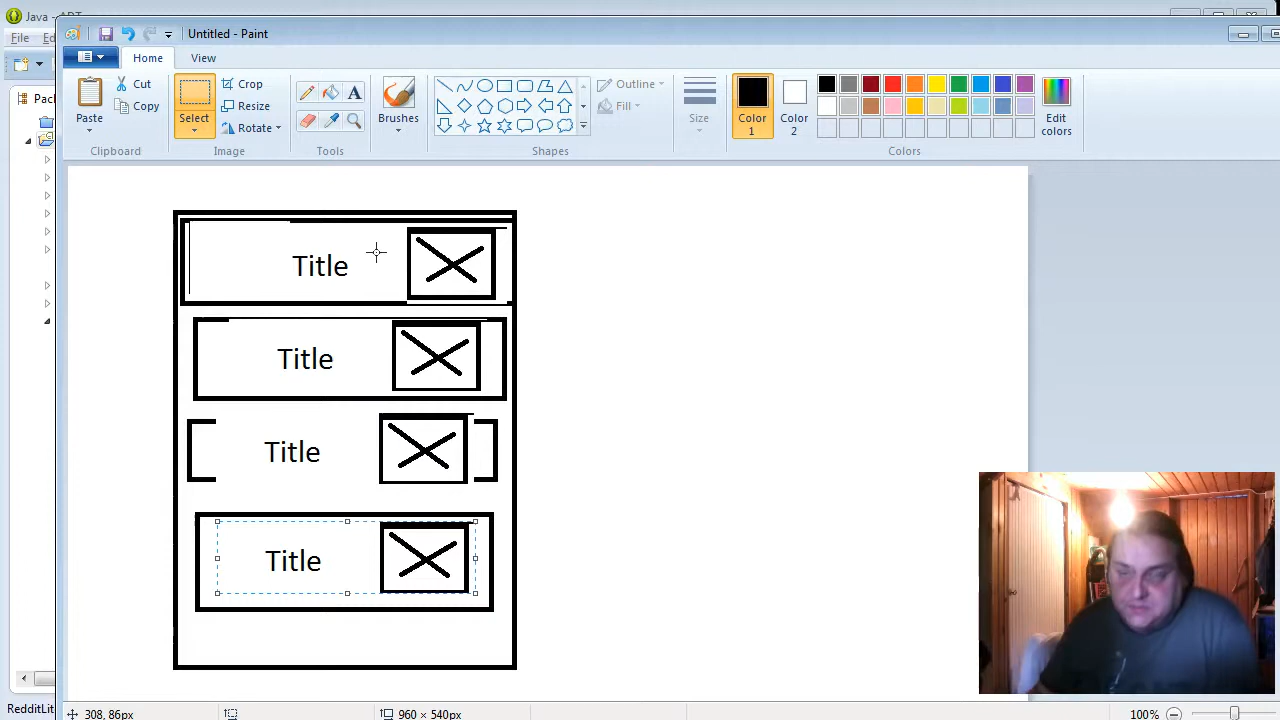 Java - ART
File Ed
Untitled - Paint
Home View
Paste
Cut
Copy
Clipboard
Select
Crop
Resize
Rotate
Image
Tools
Brushes
Shapes
Outline
Fill
Size
Color 1
Color 2
Edit colors
Colors
Pack
Title
Title
Title
Title
RedditLit
308, 86px
960 × 540px
100%